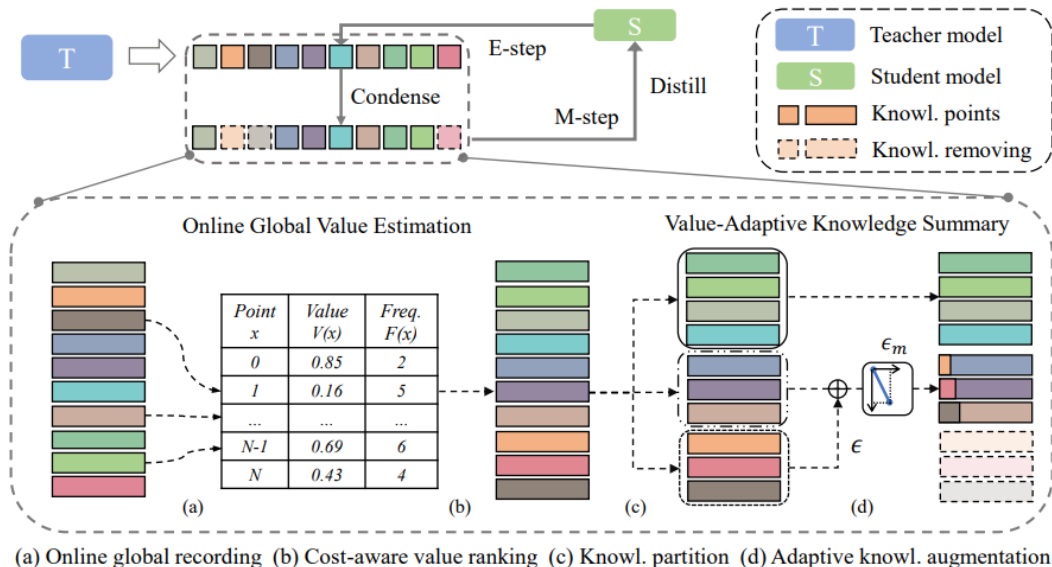 T
S
E-step
Condense
M-step
Distill
T Teacher model
S Student model
Knowl. points
Knowl. removing
Online Global Value Estimation
Value-Adaptive Knowledge Summary
Point x Value V(x) Freq. F(x)
0 0.85 2
1 0.16 5
... ... ...
N-1 0.69 6
N 0.43 4
ϵm
ϵ
(a)
(b)
(c)
(d)
(a) Online global recording (b) Cost-aware value ranking (c) Knowl. partition (d) Adaptive knowl. augmentation